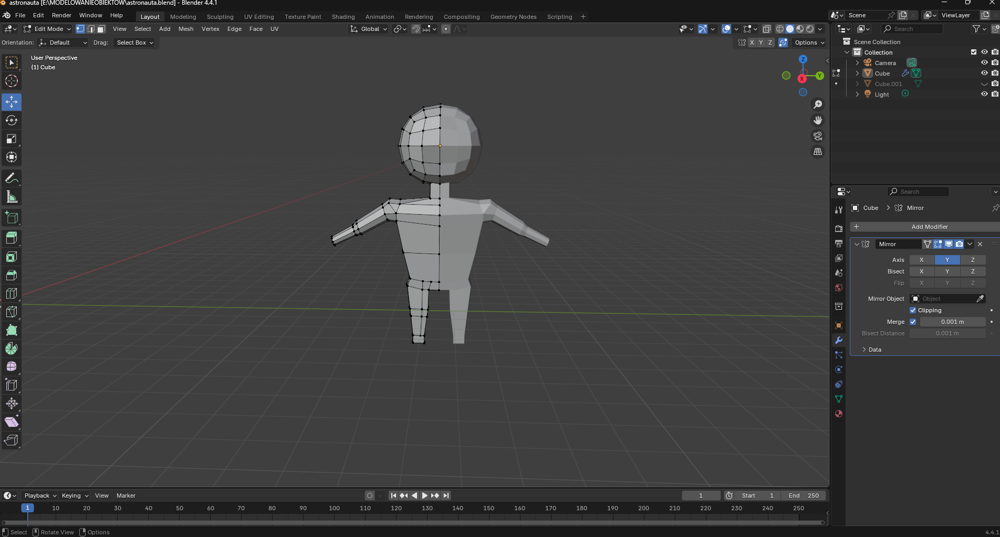 astronauta [E:\MODELOWANIEOBIEKTOW\astronauta.blend] - Blender 4.4.1
File Edit Render Window Help Layout Modeling Sculpting UV Editing Texture Paint Shading Animation Rendering Compositing Geometry Nodes Scripting + Scene ViewLayer
Edit Mode View Select Add Mesh Vertex Edge Face UV Global Search
Orientation: Default Drag: Select Box X Y Z Options
User Perspective
(1) Cube
Z
X
Y
Scene Collection
Collection
Camera
Cube
Cube.001
Light
Search
Cube > Mirror
+ Add Modifier
Mirror
Axis X Y Z
Bisect X Y Z
Flip X Y Z
Mirror Object Object
Clipping
Merge 0.001 m
Bisect Distance 0.001 m
Data
Playback Keying View Marker 1 Start 1 End 250
1 10 20 30 40 50 60 70 80 90 100 110 120 130 140 150 160 170 180 190 200 210 220 230 240 250
Select Rotate View Options 4.4.1